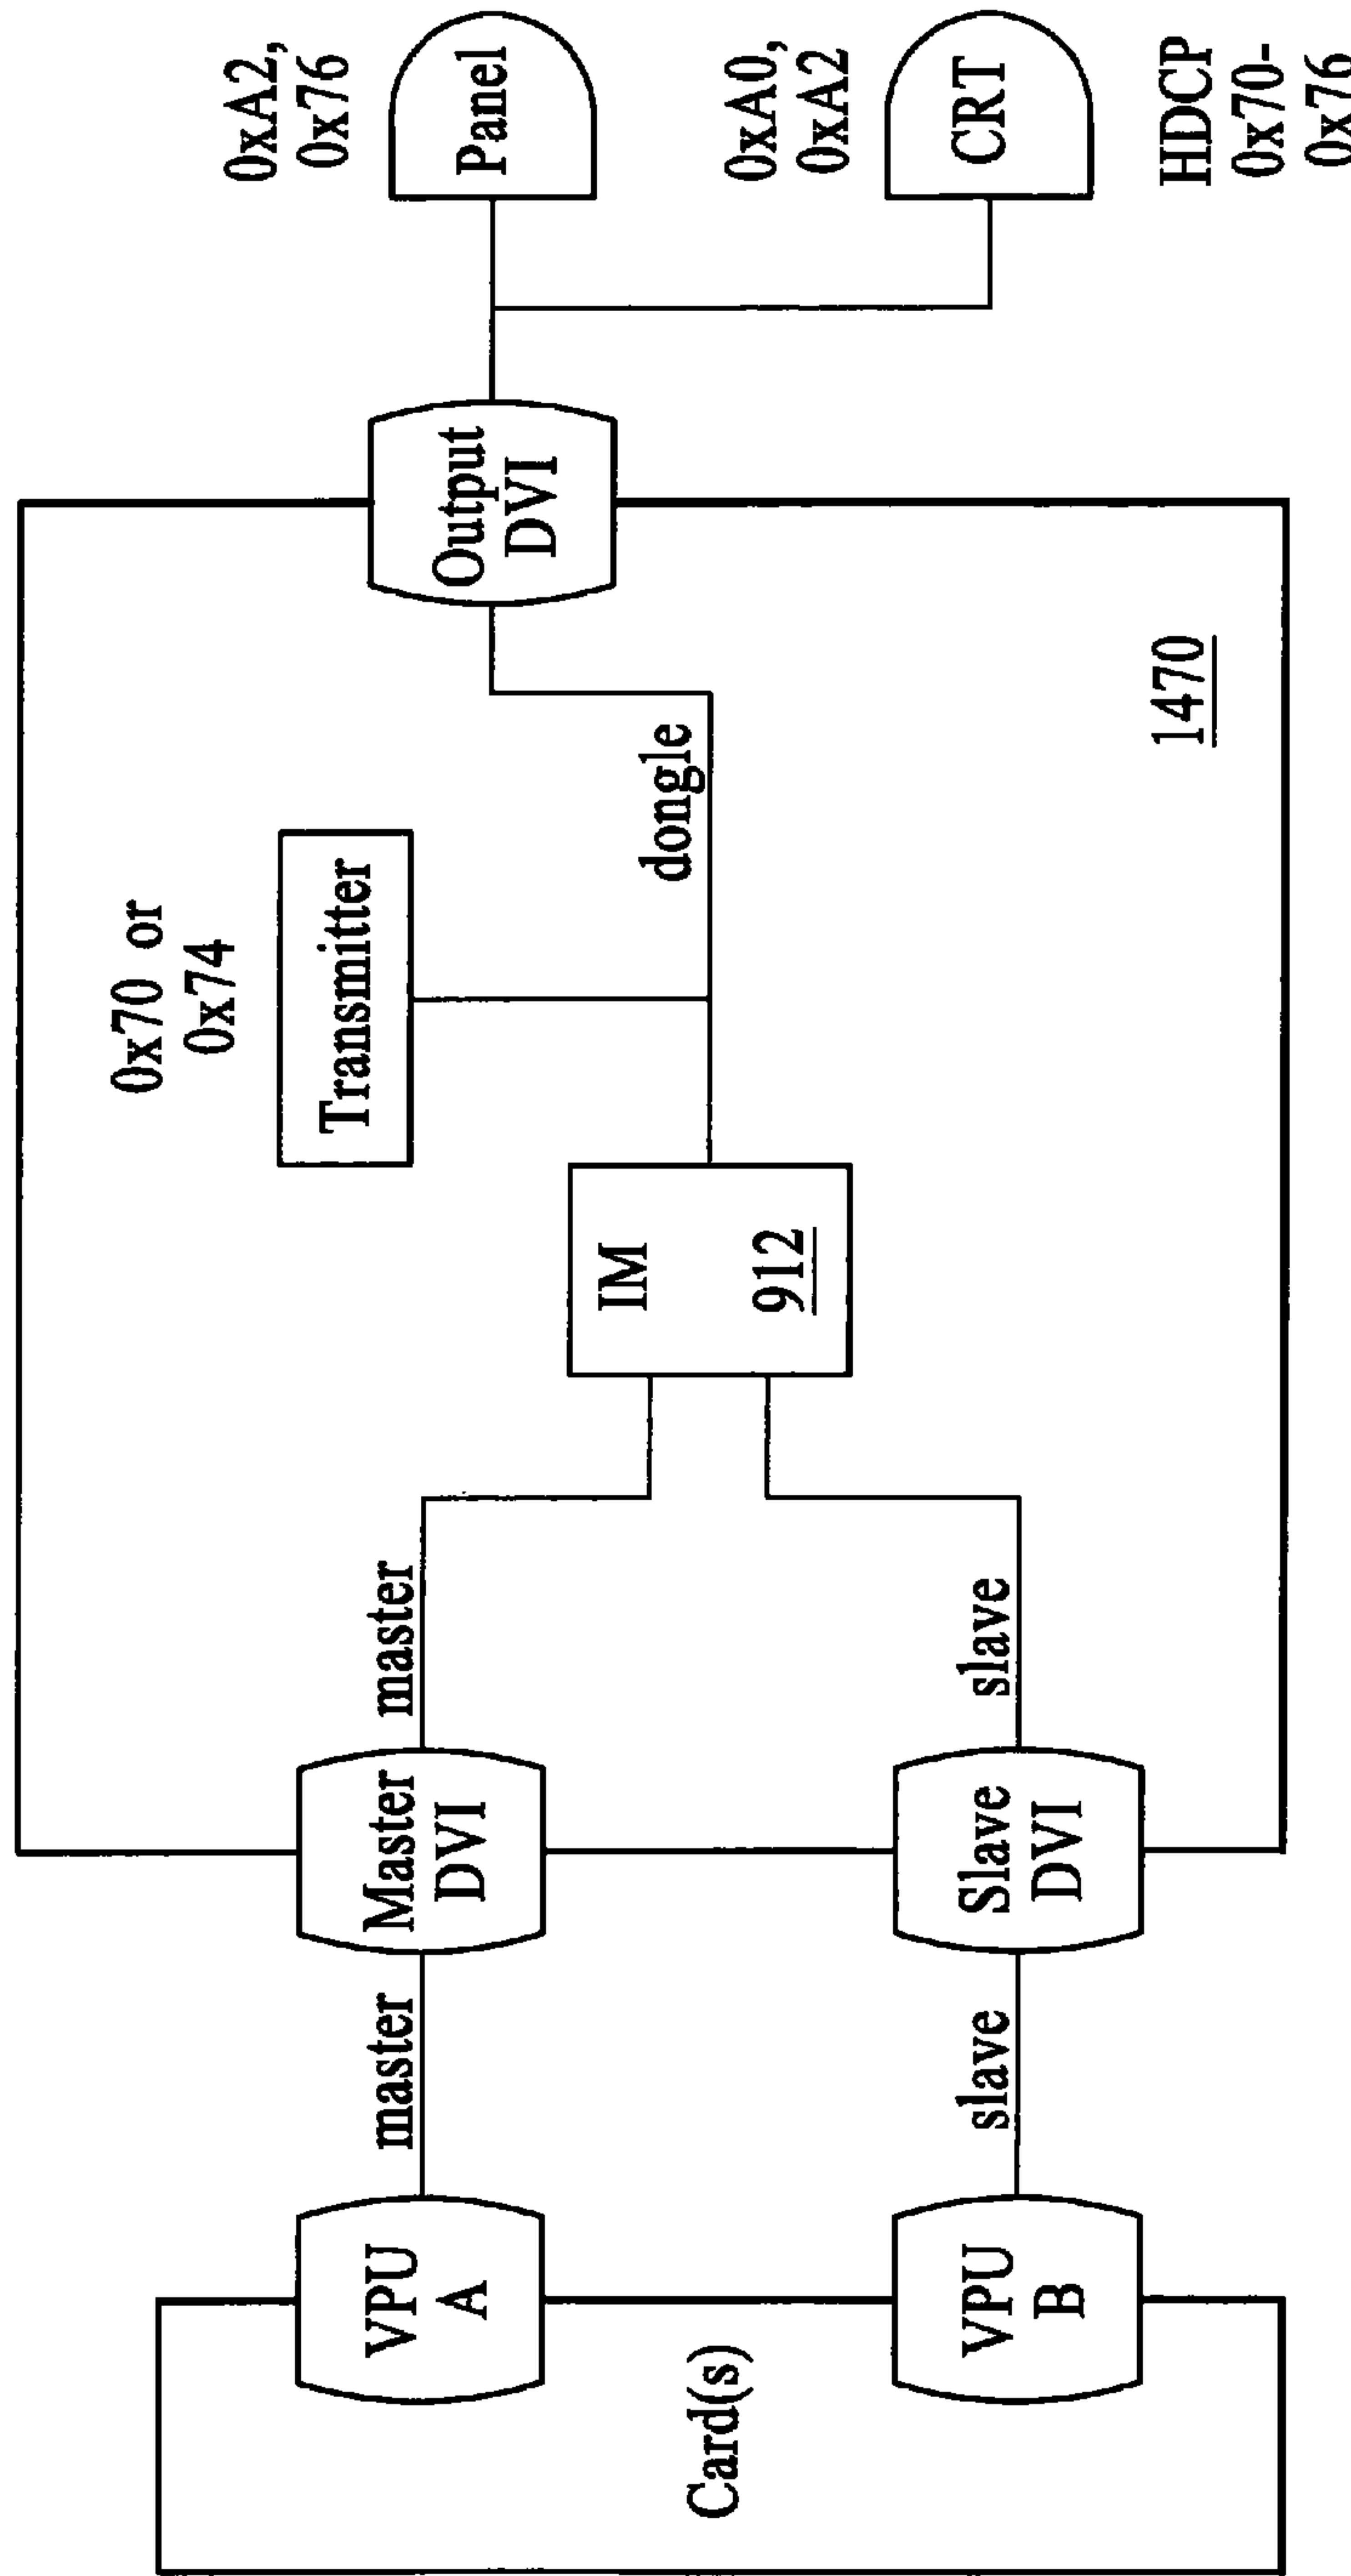 0xA2,
0x76
Panel
0xA0,
0xA2
CRT
HDCP
0x70-
0x76
Output
DVI
0x70 or
0x74
Transmitter
dongle
1470
IM
912
master
slave
Master
DVI
Slave
DVI
master
slave
VPU
A
Card(s)
VPU
B